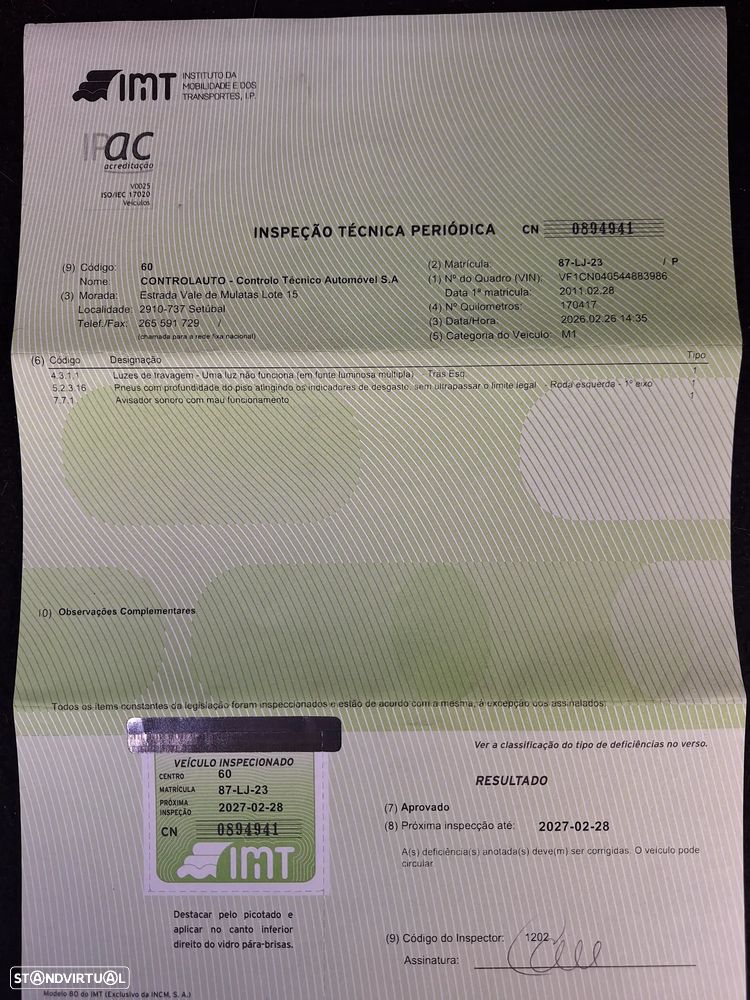 IMT INSTITUTO DA
MOBILIDADE E DOS
TRANSPORTES, I.P.
IPAC
acreditação
V0025
ISO/IEC 17020
Veículos
INSPEÇÃO TÉCNICA PERIÓDICA CN 0894941
(9) Código: 60
Nome: CONTROLAUTO - Controlo Técnico Automóvel S.A
(3) Morada: Estrada Vale de Mulatas Lote 15
Localidade: 2910-737 Setúbal
Telef./Fax: 265 591 729 /
(chamada para a rede fixa nacional)
(2) Matrícula: 87-LJ-23 / P
(1) Nº do Quadro (VIN): VF1CN040544883986
Data 1ª matricula: 2011.02.28
(4) Nº Quilometros: 170417
(3) Data/Hora: 2026.02.26 14:35
(5) Categoria do Veículo: M1
(6) Código Designação Tipo
4.3.1.1 Luzes de travagem - Uma luz não funciona (em fonte luminosa múltipla) - Trás Esq. 1
5.2.3.16 Pneus com profundidade do piso atingindo os indicadores de desgasto, sem ultrapassar o limite legal - Roda esquerda - 1º eixo 1
7.7.1 Avisador sonoro com mau funcionamento 1
10) Observações Complementares
Todos os ítems constantes da legislação foram inspeccionados e estão de acordo com a mesma, à excepção dos assinalados:
Ver a classificação do tipo de deficiências no verso.
VEÍCULO INSPECIONADO
CENTRO 60
MATRÍCULA 87-LJ-23
PRÓXIMA
INSPEÇÃO 2027-02-28
CN 0894941
IMT
Destacar pelo picotado e
aplicar no canto inferior
direito do vidro pára-brisas.
RESULTADO
(7) Aprovado
(8) Próxima inspecção até: 2027-02-28
A(s) deficiência(s) anotada(s) deve(m) ser corrigidas. O veículo pode
circular
(9) Código do Inspector: 1202
Assinatura:
STANDVIRTUAL
Modelo 80 do IMT (Exclusivo da INCM, S. A.)